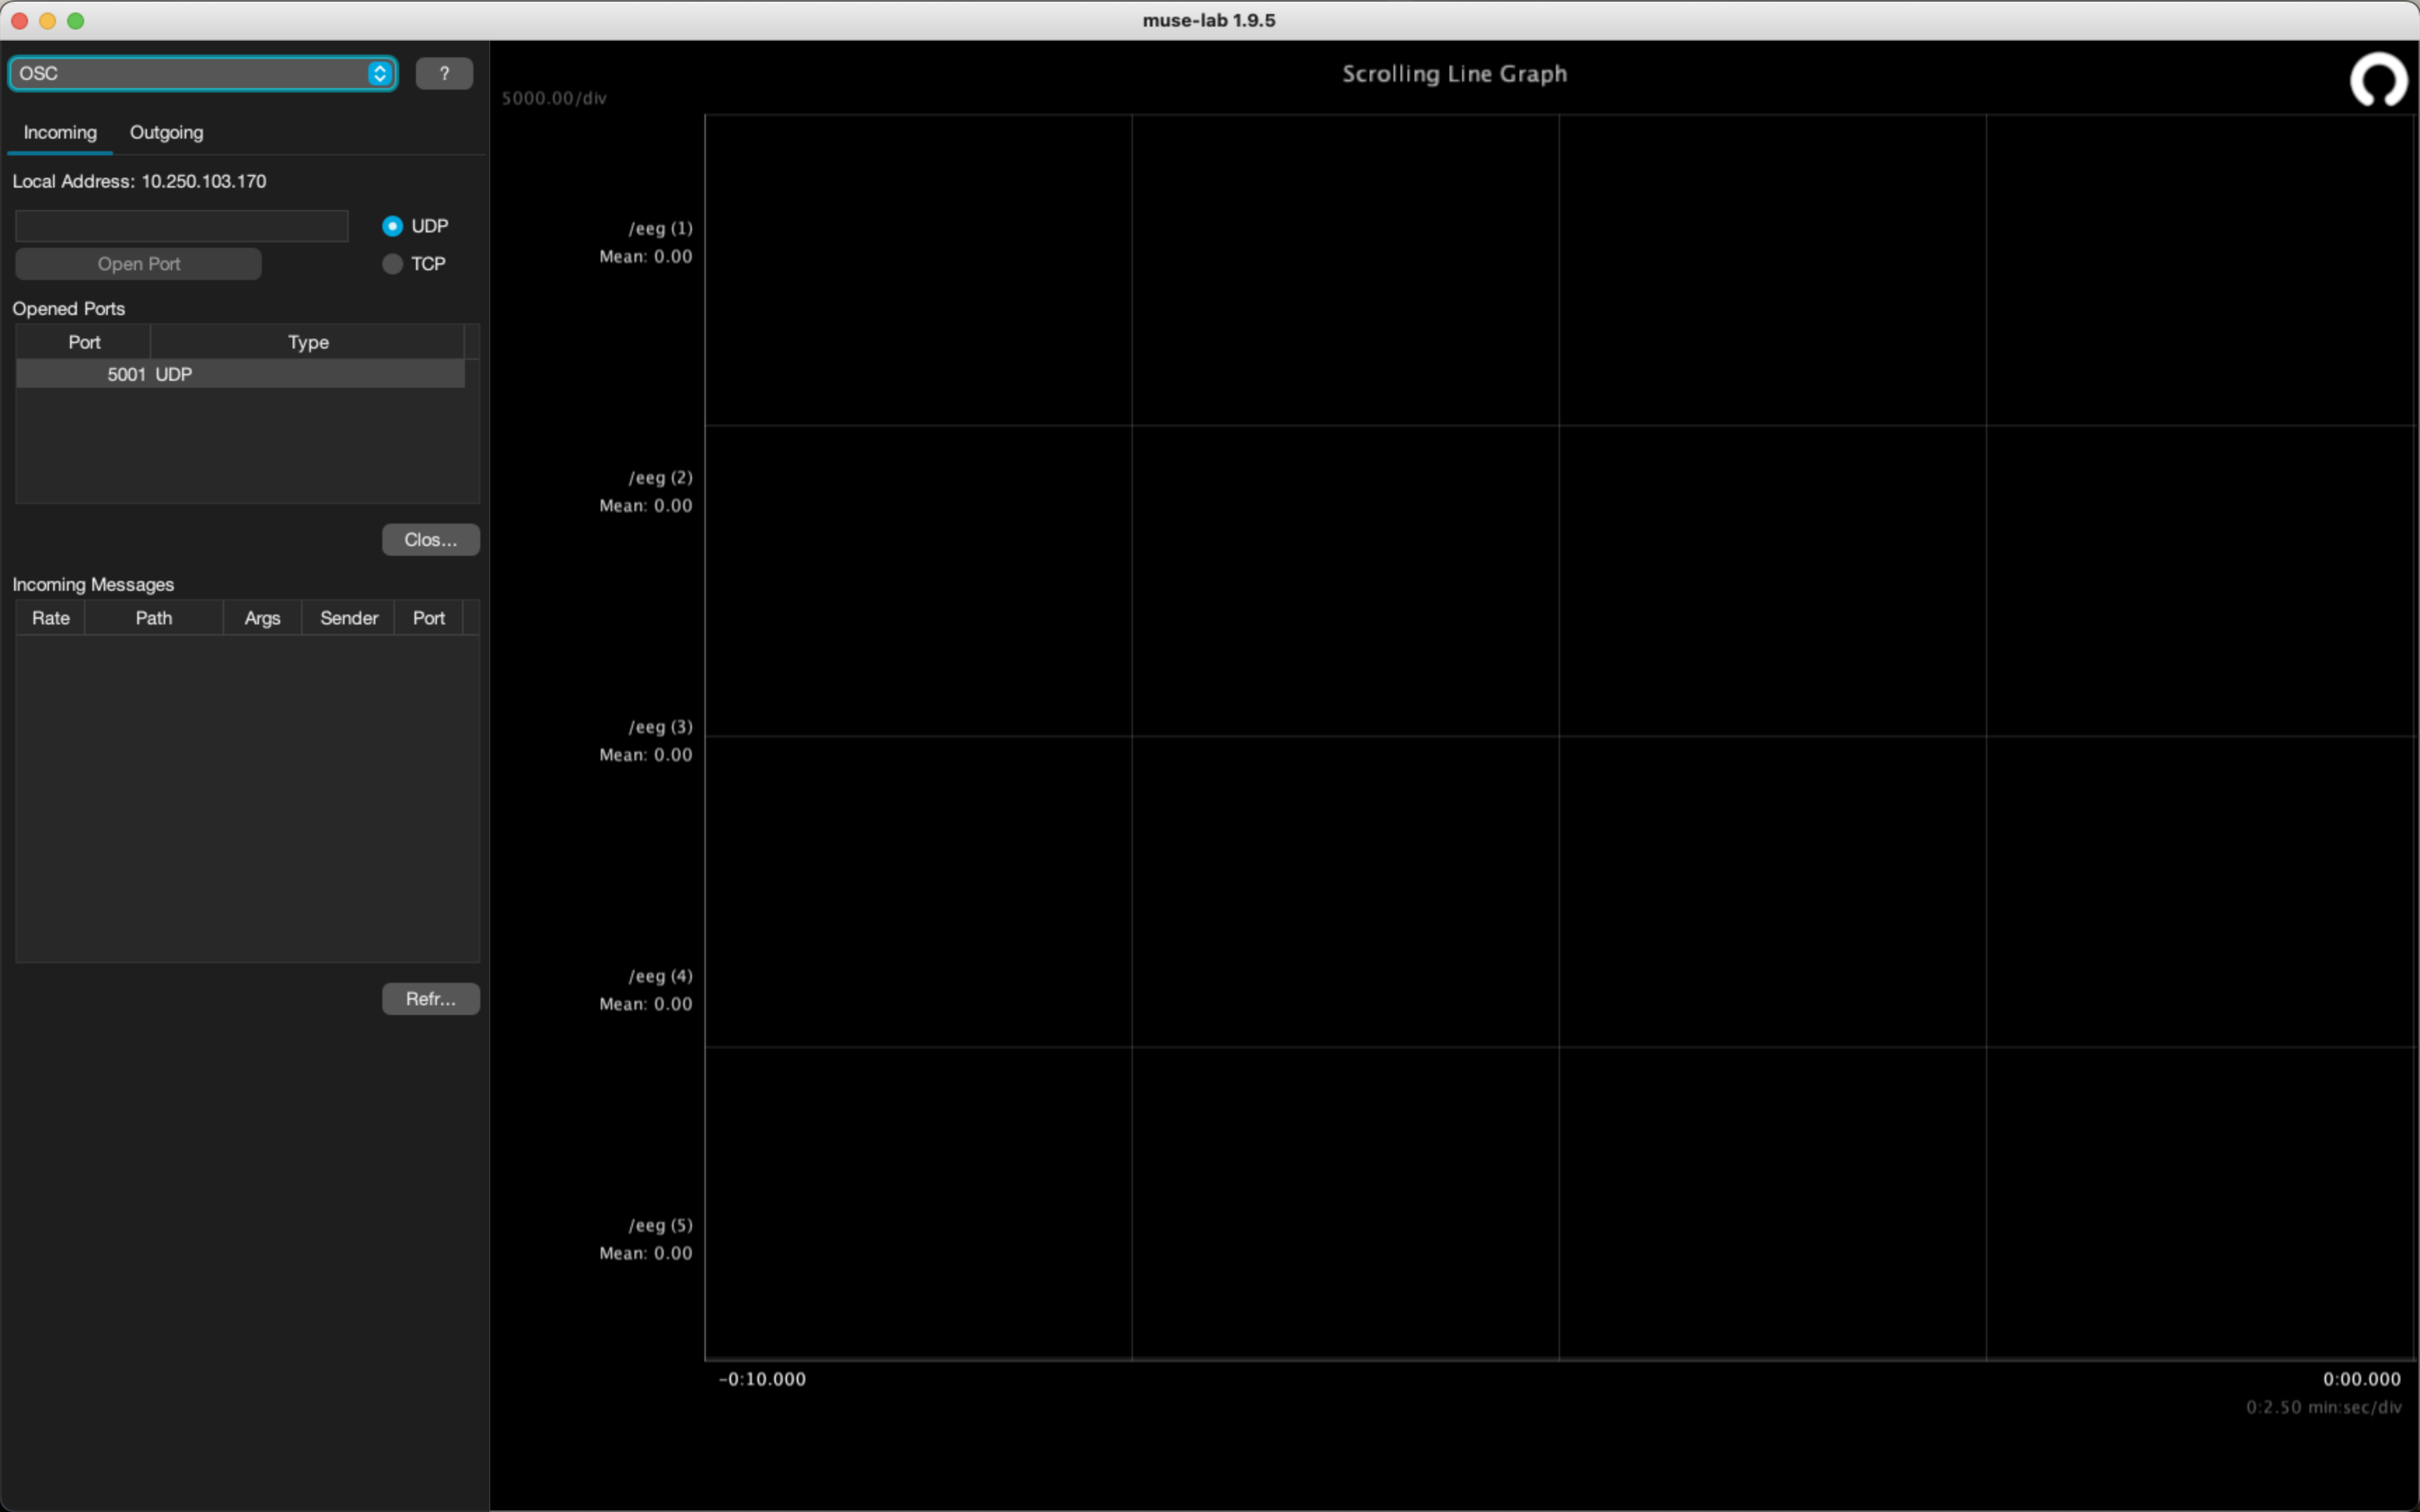 muse-lab 1.9.5
OSC
?
Incoming Outgoing
Local Address: 10.250.103.170
UDP
Open Port
TCP
Opened Ports
Port Type
5001 UDP
Clos...
Incoming Messages
Rate Path Args Sender Port
Refr...
Scrolling Line Graph
5000.00/div
/eeg (1)
Mean: 0.00
/eeg (2)
Mean: 0.00
/eeg (3)
Mean: 0.00
/eeg (4)
Mean: 0.00
/eeg (5)
Mean: 0.00
-0:10.000 0:00.000
0:2.50 min:sec/div